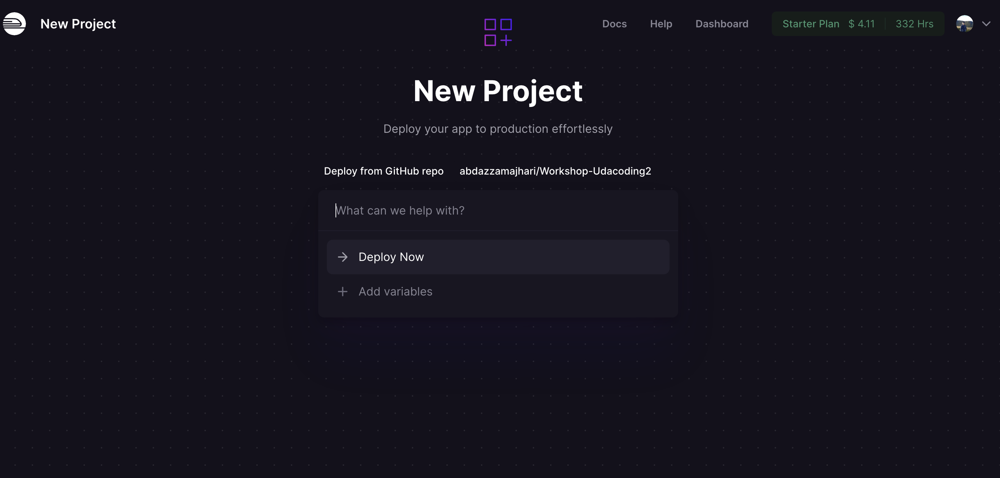 New Project
Docs Help Dashboard Starter Plan $ 4.11 332 Hrs
New Project
Deploy your app to production effortlessly
Deploy from GitHub repo abdazzamajhari/Workshop-Udacoding2
What can we help with?
Deploy Now
Add variables